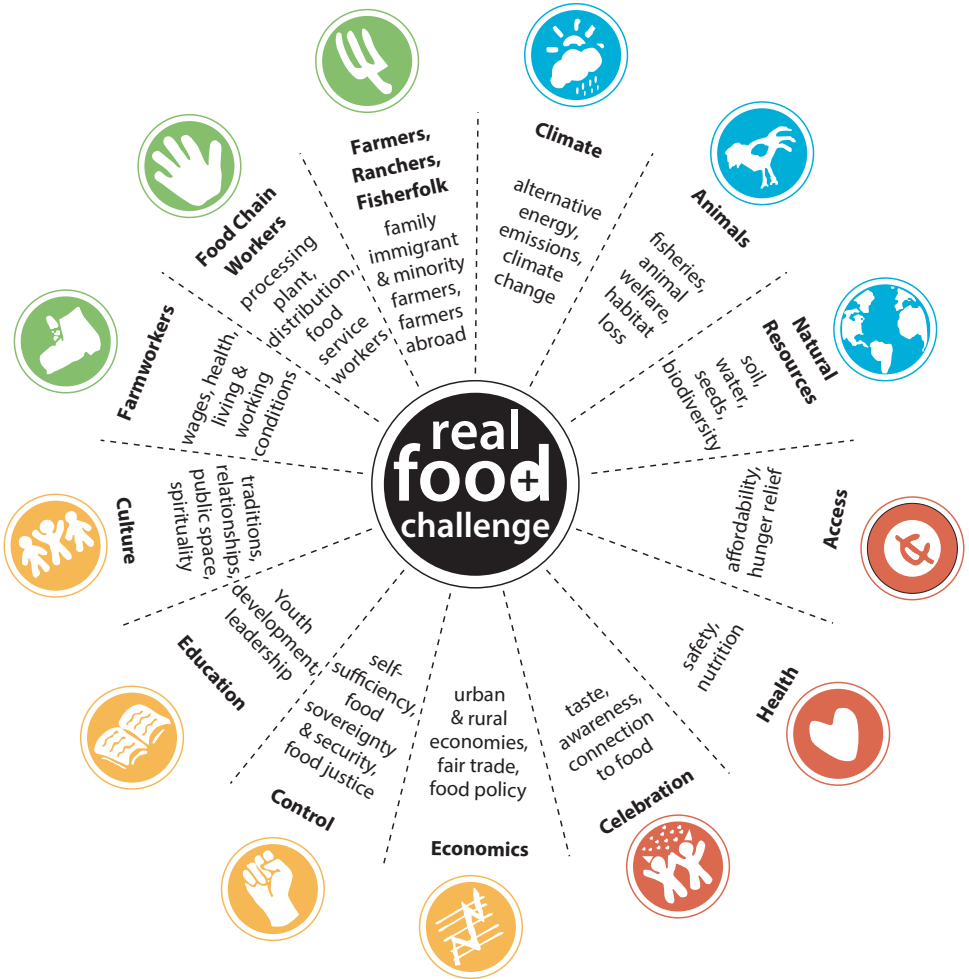 Farmers,
Ranchers,
Fisherfolk
family
immigrant
& minority
farmers,
farmers
abroad
Climate
alternative
energy,
emissions,
climate
change
Animals
fisheries,
animal
welfare,
habitat
loss
Natural
Resources
soil,
water,
seeds,
biodiversity
Access
affordability,
hunger relief
Health
safety,
nutrition
Celebration
taste,
awareness,
connection
to food
Economics
urban
& rural
economies,
fair trade,
food policy
Control
self-
sufficiency,
food
sovereignty
& security,
food justice
Education
Youth
development,
leadership
Culture
traditions,
relationships,
public space,
spirituality
Farmworkers
wages, health,
living &
working
conditions
Food Chain
Workers
processing
plant,
distribution,
food
service
workers
real
food
+
challenge